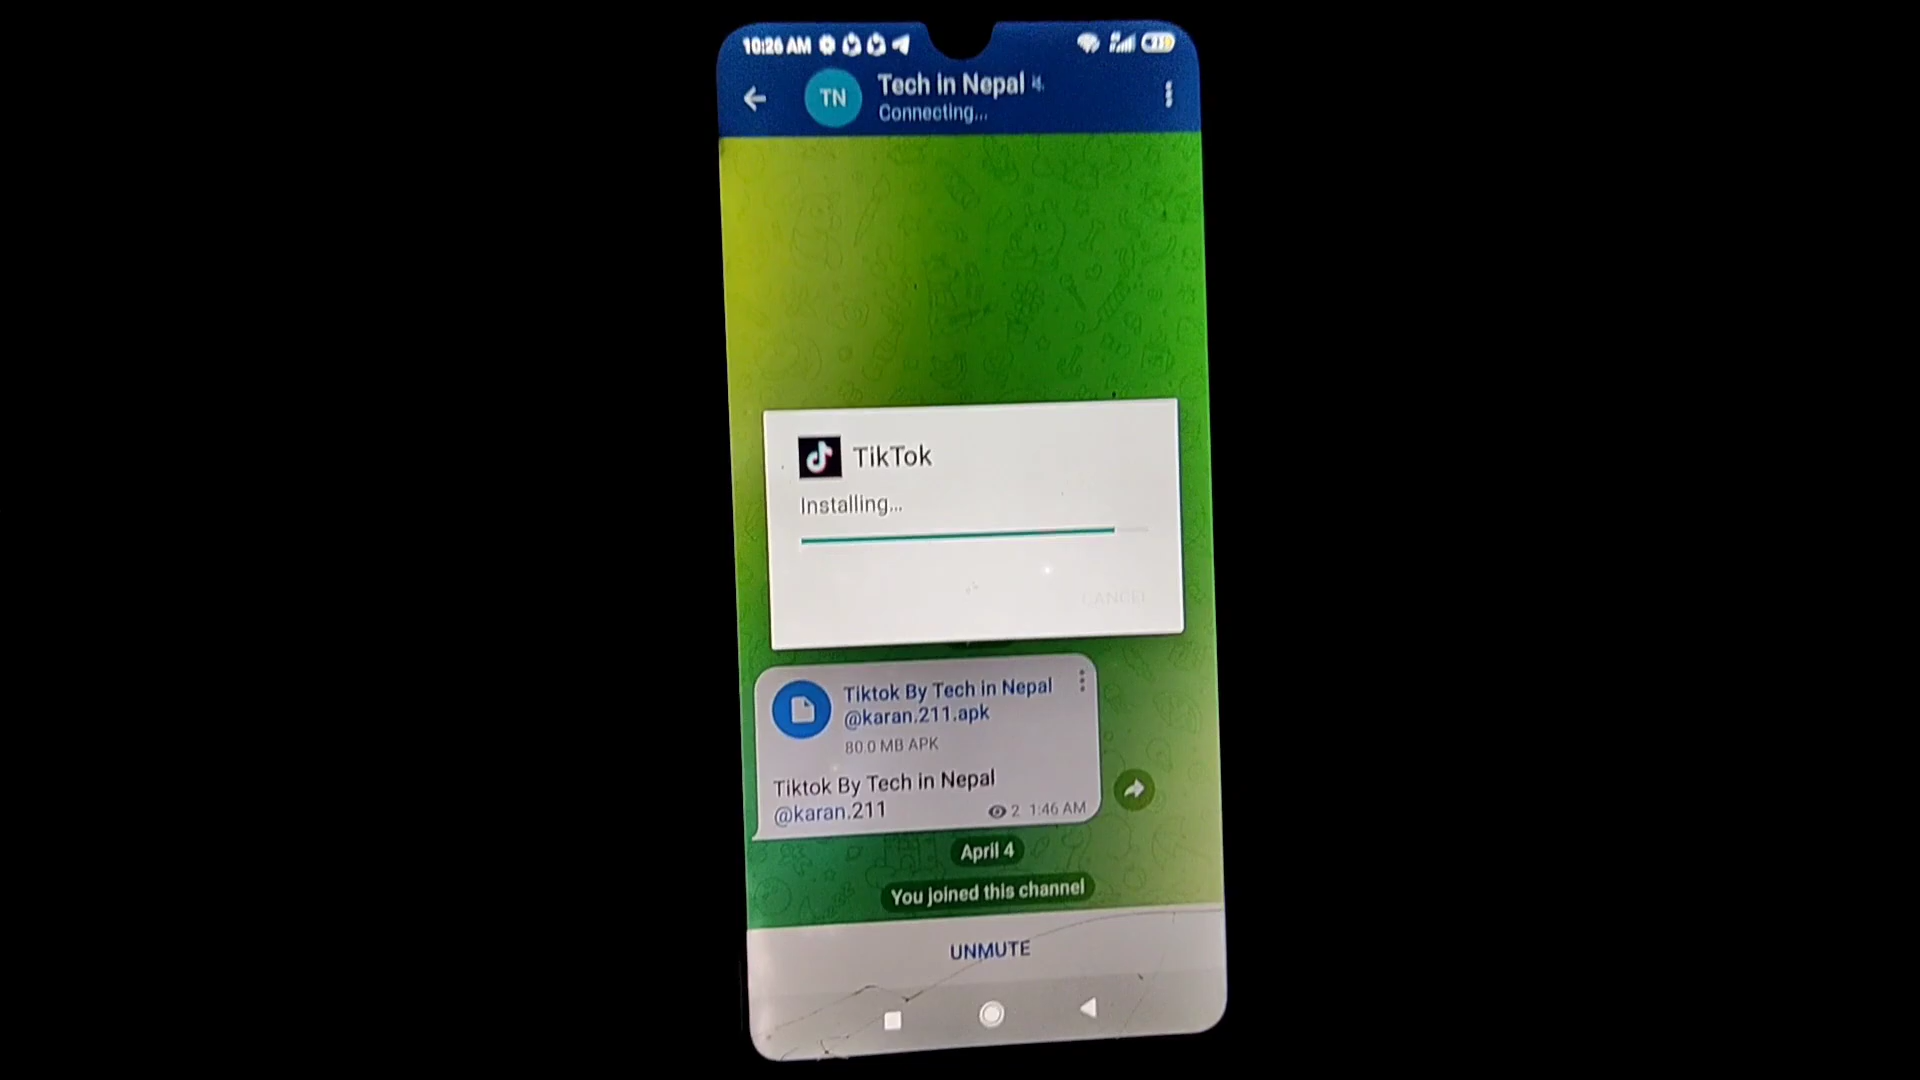 10:26 AM
TN
Tech in Nepal
Connecting...
TikTok
Installing...
CANCEL
Tiktok By Tech in Nepal
@karan.211.apk
80.0 MB APK
Tiktok By Tech in Nepal
@karan.211
2 1:46 AM
April 4
You joined this channel
UNMUTE